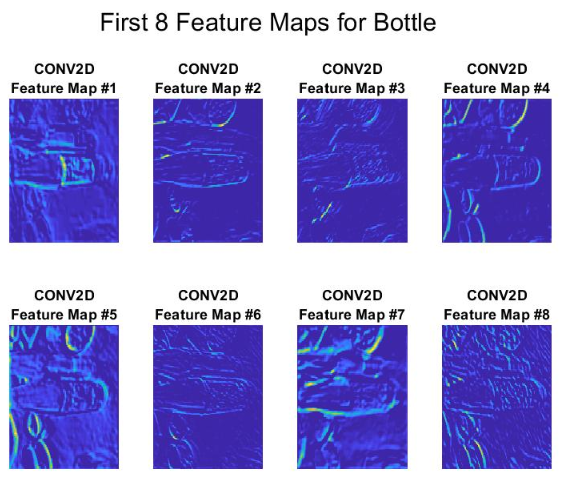 First 8 Feature Maps for Bottle
CONV2D
Feature Map #1
CONV2D
Feature Map #2
CONV2D
Feature Map #3
CONV2D
Feature Map #4
CONV2D
Feature Map #5
CONV2D
Feature Map #6
CONV2D
Feature Map #7
CONV2D
Feature Map #8